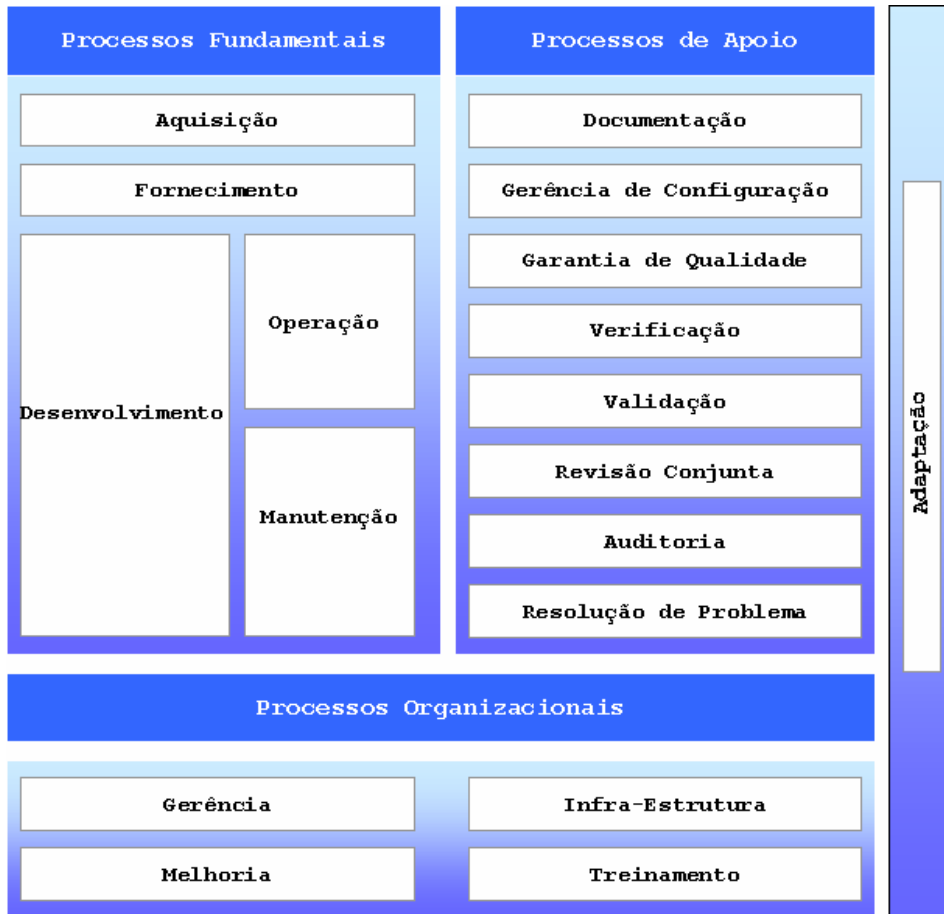 Processos Fundamentais
Aquisição
Fornecimento
Desenvolvimento
Operação
Manutenção
Processos de Apoio
Documentação
Gerência de Configuração
Garantia de Qualidade
Verificação
Validação
Revisão Conjunta
Auditoria
Resolução de Problema
Adaptação
Processos Organizacionais
Gerência
Infra-Estrutura
Melhoria
Treinamento